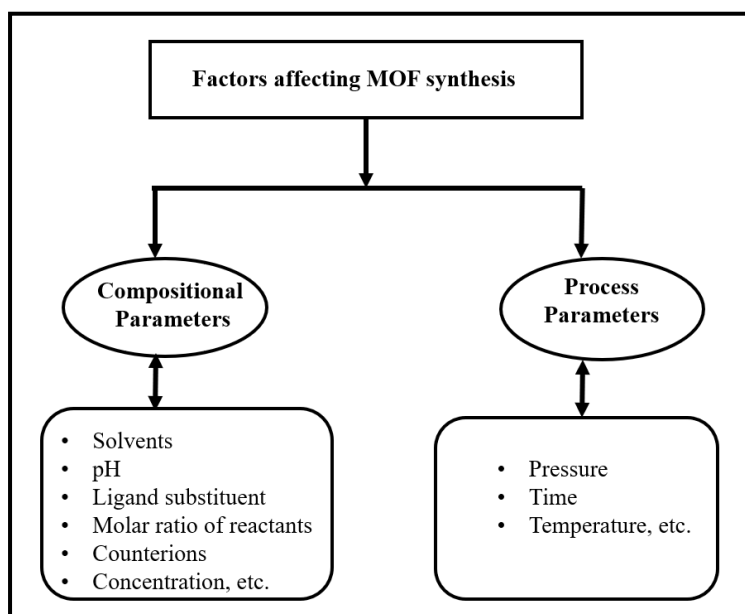 Factors affecting MOF synthesis
Compositional
Parameters
• Solvents
• pH
• Ligand substituent
• Molar ratio of reactants
• Counterions
• Concentration, etc.
Process
Parameters
• Pressure
• Time
• Temperature, etc.